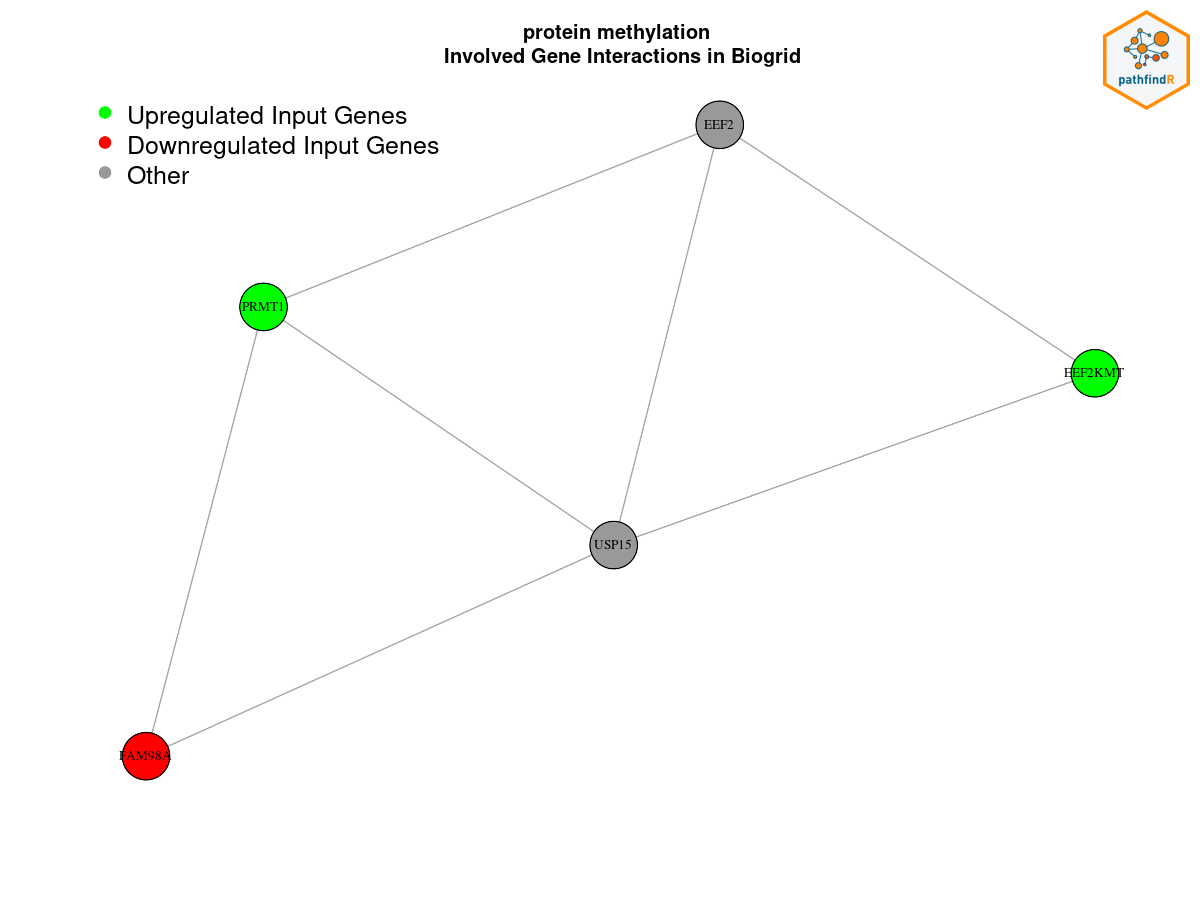 protein methylation
Involved Gene Interactions in Biogrid
pathfindR
Upregulated Input Genes
Downregulated Input Genes
Other
EEF2
PRMT1
EEF2KMT
USP15
FAM98A